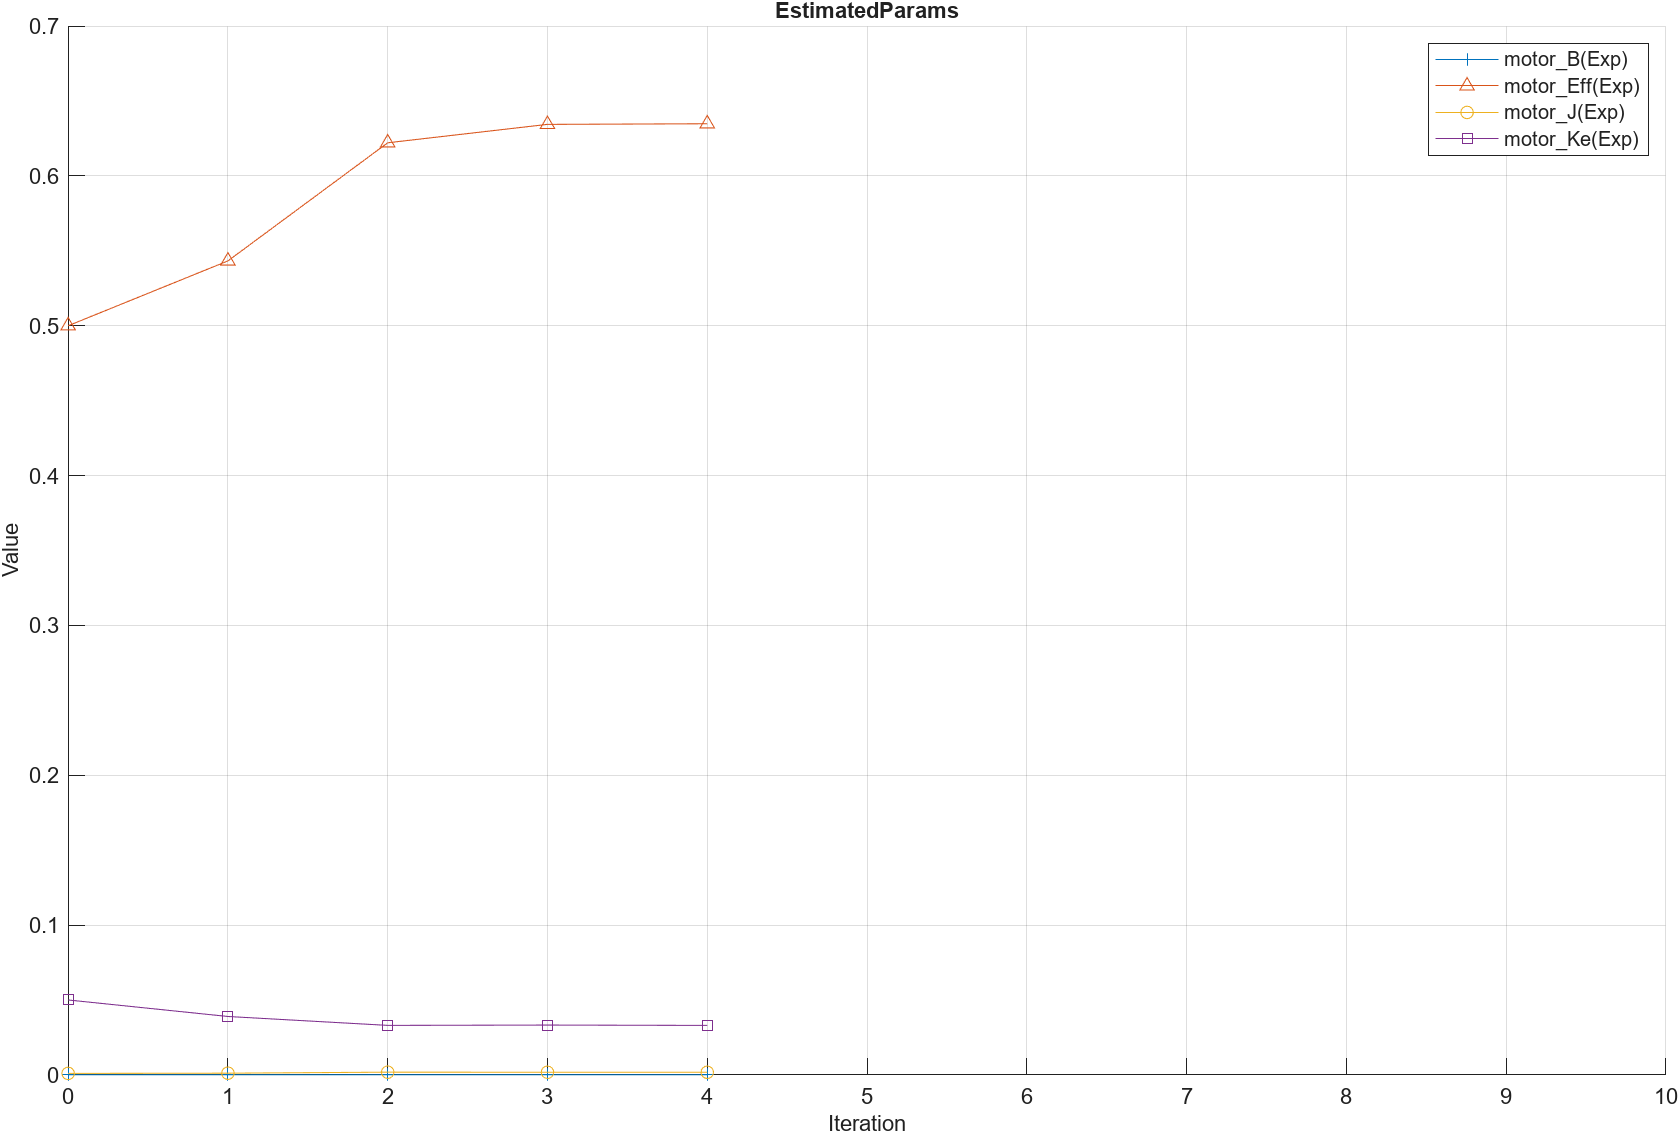 EstimatedParams
0.7
0.6
0.5
0.4
0.3
0.2
0.1
0
Value
motor_B(Exp)
motor_Eff(Exp)
motor_J(Exp)
motor_Ke(Exp)
0 1 2 3 4 5 6 7 8 9 10
Iteration